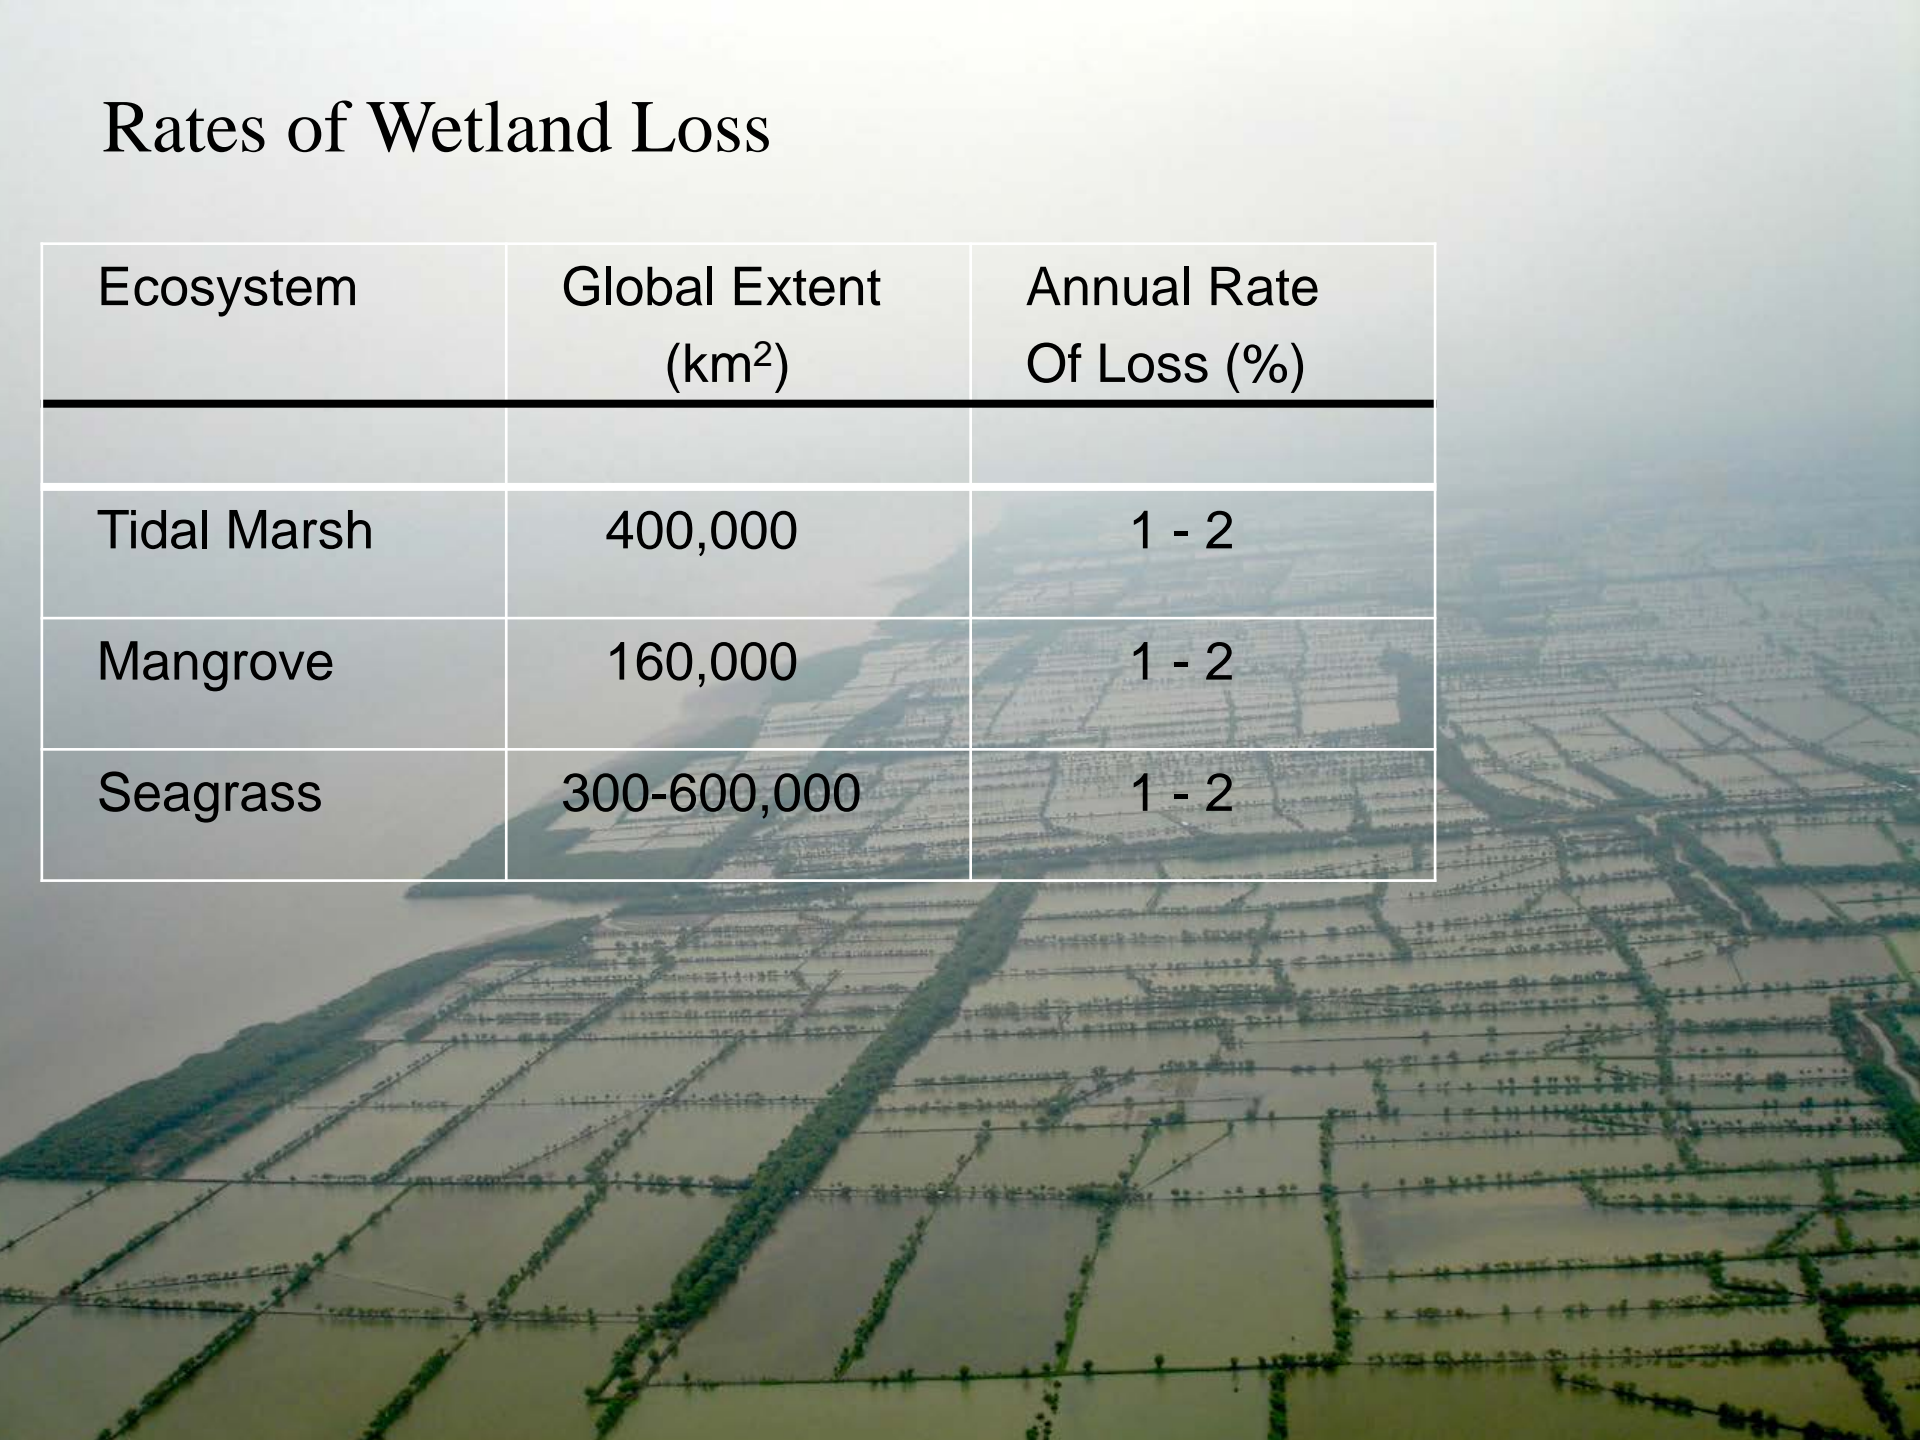 Rates of Wetland Loss
Ecosystem
Global Extent
(km²)
Annual Rate
Of Loss (%)
Tidal Marsh
400,000
1 - 2
Mangrove
160,000
1 - 2
Seagrass
300-600,000
1 - 2